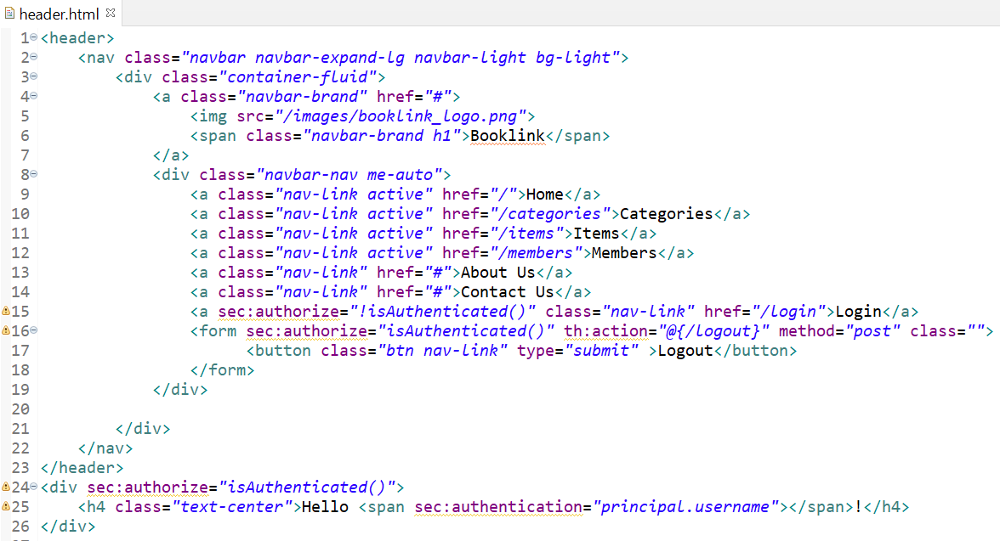 header.html
1 <header>
2 <nav class="navbar navbar-expand-lg navbar-light bg-light">
3 <div class="container-fluid">
4 <a class="navbar-brand" href="#">
5 <img src="/images/booklink_logo.png">
6 <span class="navbar-brand h1">Booklink</span>
7 </a>
8 <div class="navbar-nav me-auto">
9 <a class="nav-link active" href="/">Home</a>
10 <a class="nav-link active" href="/categories">Categories</a>
11 <a class="nav-link active" href="/items">Items</a>
12 <a class="nav-link active" href="/members">Members</a>
13 <a class="nav-link" href="#">About Us</a>
14 <a class="nav-link" href="#">Contact Us</a>
15 <a sec:authorize="!isAuthenticated()" class="nav-link" href="/login">Login</a>
16 <form sec:authorize="isAuthenticated()" th:action="@{/logout}" method="post" class="">
17 <button class="btn nav-link" type="submit" >Logout</button>
18 </form>
19 </div>
20
21 </div>
22 </nav>
23 </header>
24 <div sec:authorize="isAuthenticated()">
25 <h4 class="text-center">Hello <span sec:authentication="principal.username"></span>!</h4>
26 </div>